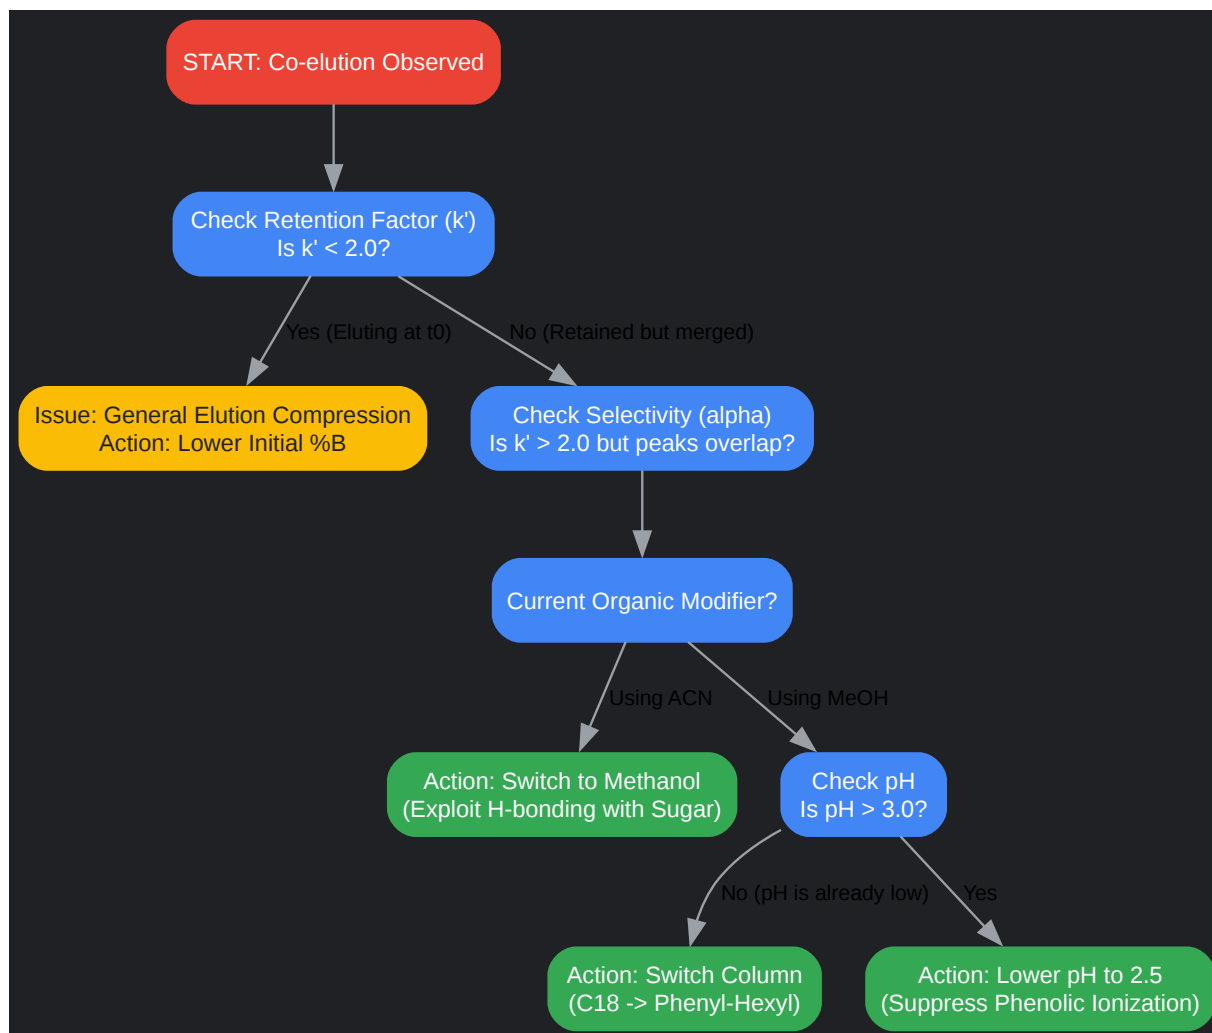 START: Co-elution Observed
Check Retention Factor (k')
Is k' < 2.0?
Yes (Eluting at t0)
No (Retained but merged)
Issue: General Elution Compression
Action: Lower Initial %B
Check Selectivity (alpha)
Is k' > 2.0 but peaks overlap?
Current Organic Modifier?
Using ACN
Using MeOH
Action: Switch to Methanol
(Exploit H-bonding with Sugar)
Check pH
Is pH > 3.0?
No (pH is already low)
Yes
Action: Switch Column
(C18 -> Phenyl-Hexyl)
Action: Lower pH to 2.5
(Suppress Phenolic Ionization)